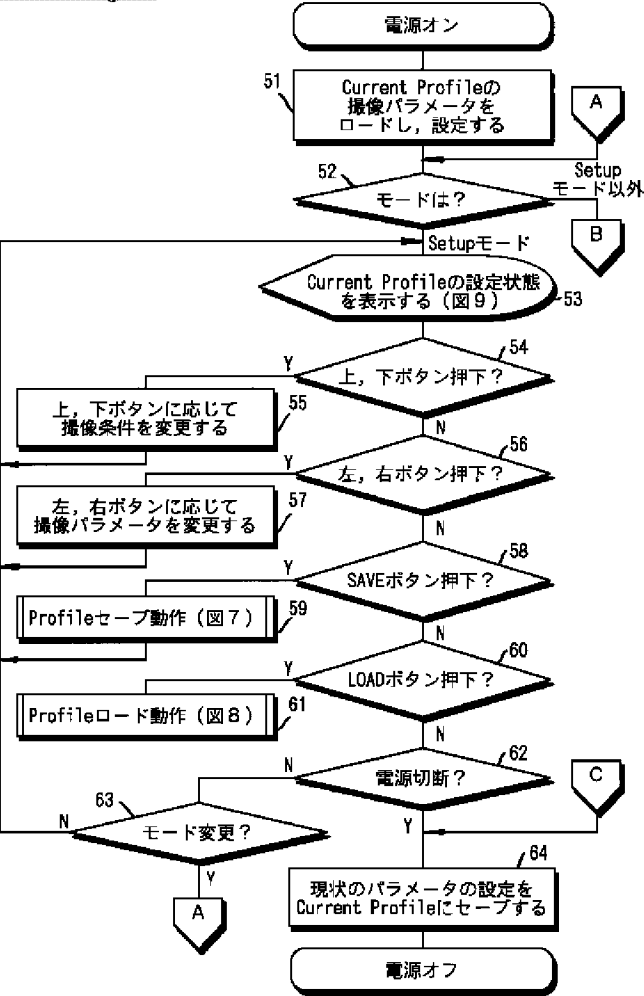 電源オン
51
Current Profileの
撮像パラメータを
ロードし，設定する
A
52
モードは？
Setup
モード以外
B
Setupモード
Current Profileの設定状態
を表示する（図９）
53
54
上，下ボタン押下？
Y
N
上，下ボタンに応じて
撮像条件を変更する
55
56
左，右ボタン押下？
Y
N
左，右ボタンに応じて
撮像パラメータを変更する
57
58
SAVEボタン押下？
Y
N
Profileセーブ動作（図７）
59
60
LOADボタン押下？
Y
N
Profileロード動作（図８）
61
62
電源切断？
N
Y
C
63
モード変更？
N
Y
A
64
現状のパラメータの設定を
Current Profileにセーブする
電源オフ